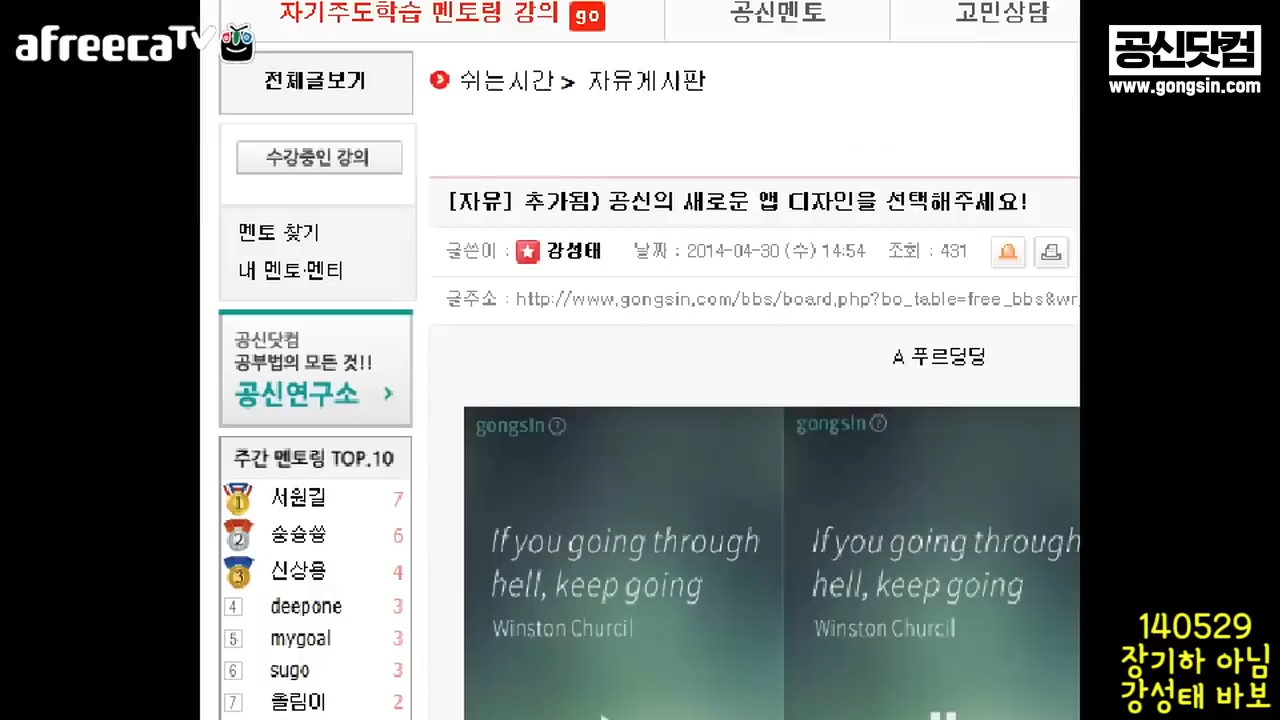 자기주도학습 멘토링 강의 go
공신멘토
고민상담
afreecaTV
공신닷컴
www.gongsin.com
전체글보기
쉬는시간 > 자유게시판
수강중인 강의
멘토 찾기
내 멘토·멘티
[자유] 추가됨) 공신의 새로운 앱 디자인을 선택해주세요!
글쓴이 : 강성태 날짜 : 2014-04-30 (수) 14:54 조회 : 431
글주소 : http://www.gongsin.com/bbs/board.php?bo_table=free_bbs&wr_
공신닷컴
공부법의 모든 것!!
공신연구소 >
A 푸르딩딩
주간 멘토링 TOP.10
1 서원길 7
2 숭숭쓩 6
3 신상용 4
4 deepone 3
5 mygoal 3
6 sugo 3
7 올림이 2
gongsin?
If you going through
hell, keep going
Winston Churcil
gongsin?
If you going through
hell, keep going
Winston Churcil
140529
장기하 아님
강성태 바보